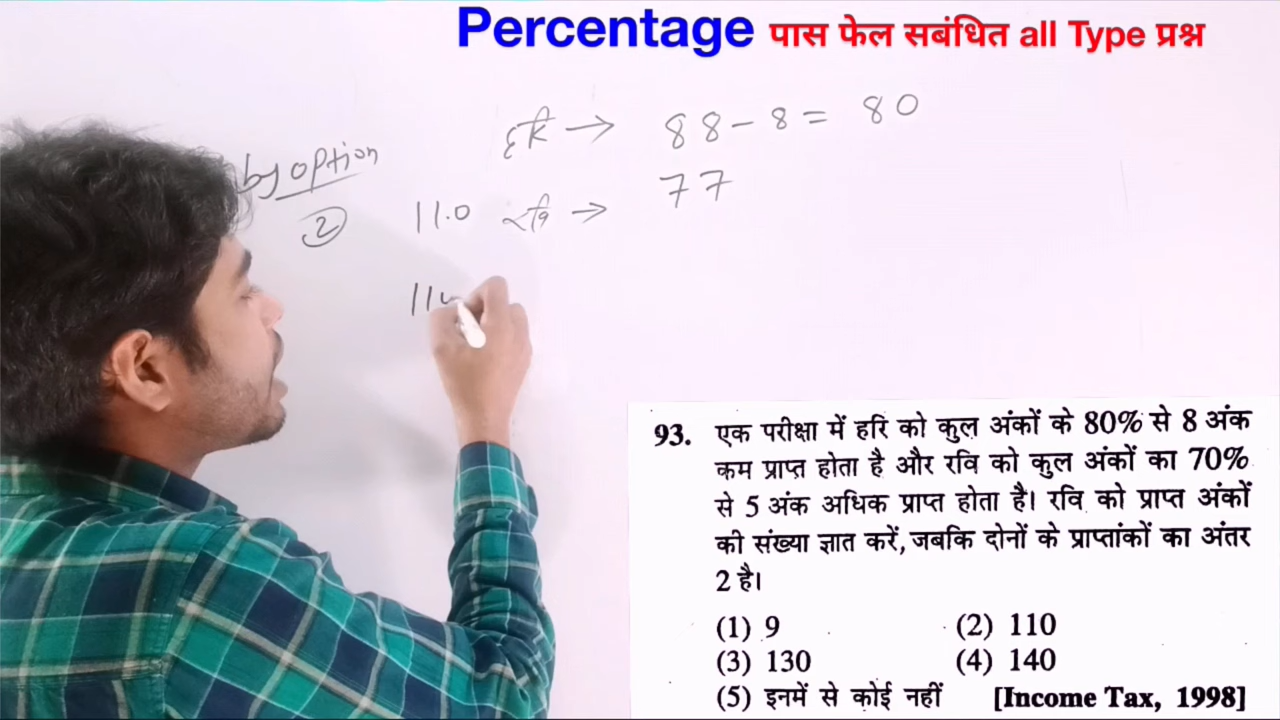 Percentage पास फेल सबंधित all Type प्रश्न
by option
②
हरि → 88 - 8 = 80
11.0 रवि → 77
93. एक परीक्षा में हरि को कुल अंकों के 80% से 8 अंक
कम प्राप्त होता है और रवि को कुल अंकों का 70%
से 5 अंक अधिक प्राप्त होता है। रवि को प्राप्त अंकों
की संख्या ज्ञात करें, जबकि दोनों के प्राप्तांकों का अंतर
2 है।
(1) 9 (2) 110
(3) 130 (4) 140
(5) इनमें से कोई नहीं [Income Tax, 1998]